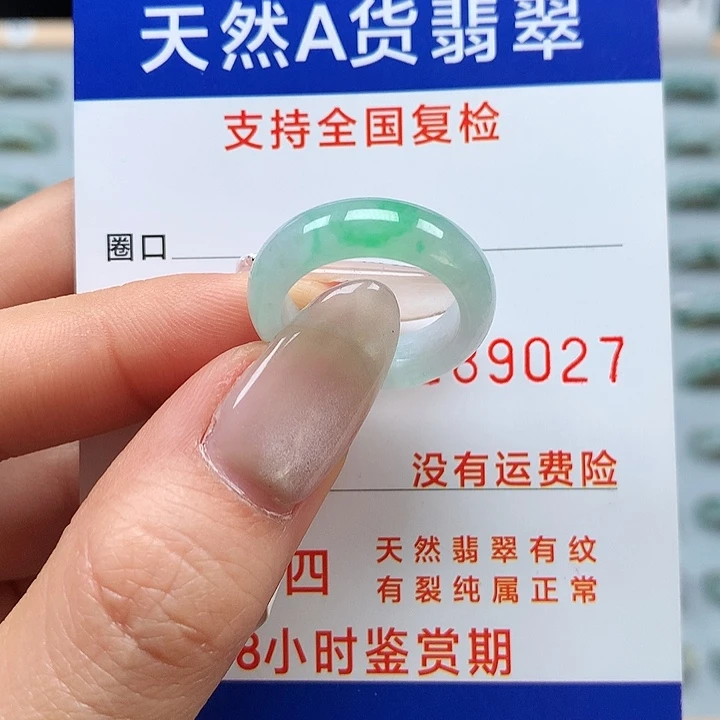 天然A货翡翠
支持全国复检
圈口
89027
没有运费险
四
天然翡翠有纹
有裂纯属正常
8小时鉴赏期